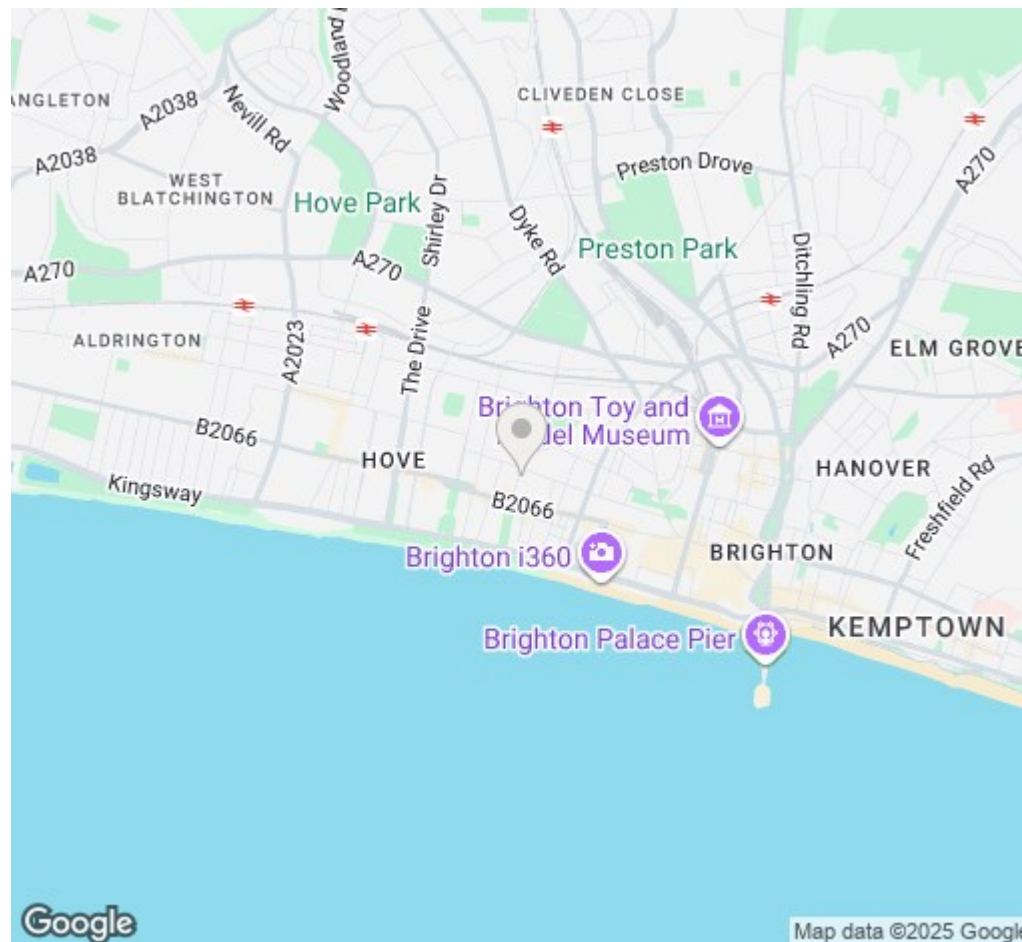 CLIVEDEN CLOSE
ANGLETON
A2038
Nevill Rd
Woodland
A2038
Preston Drove
A270
WEST
BLATCHINGTON
Hove Park
Shirley Dr
Dyke Rd
Preston Park
Ditchling Rd
A270
A270
ALDRINGTON
A2023
The Drive
A270
ELM GROVE
Brighton Toy and
Model Museum
B2066
HOVE
HANOVER
Kingsway
B2066
Freshfield Rd
Brighton i360
BRIGHTON
Brighton Palace Pier
KEMPTOWN
Google
Map data ©2025 Google